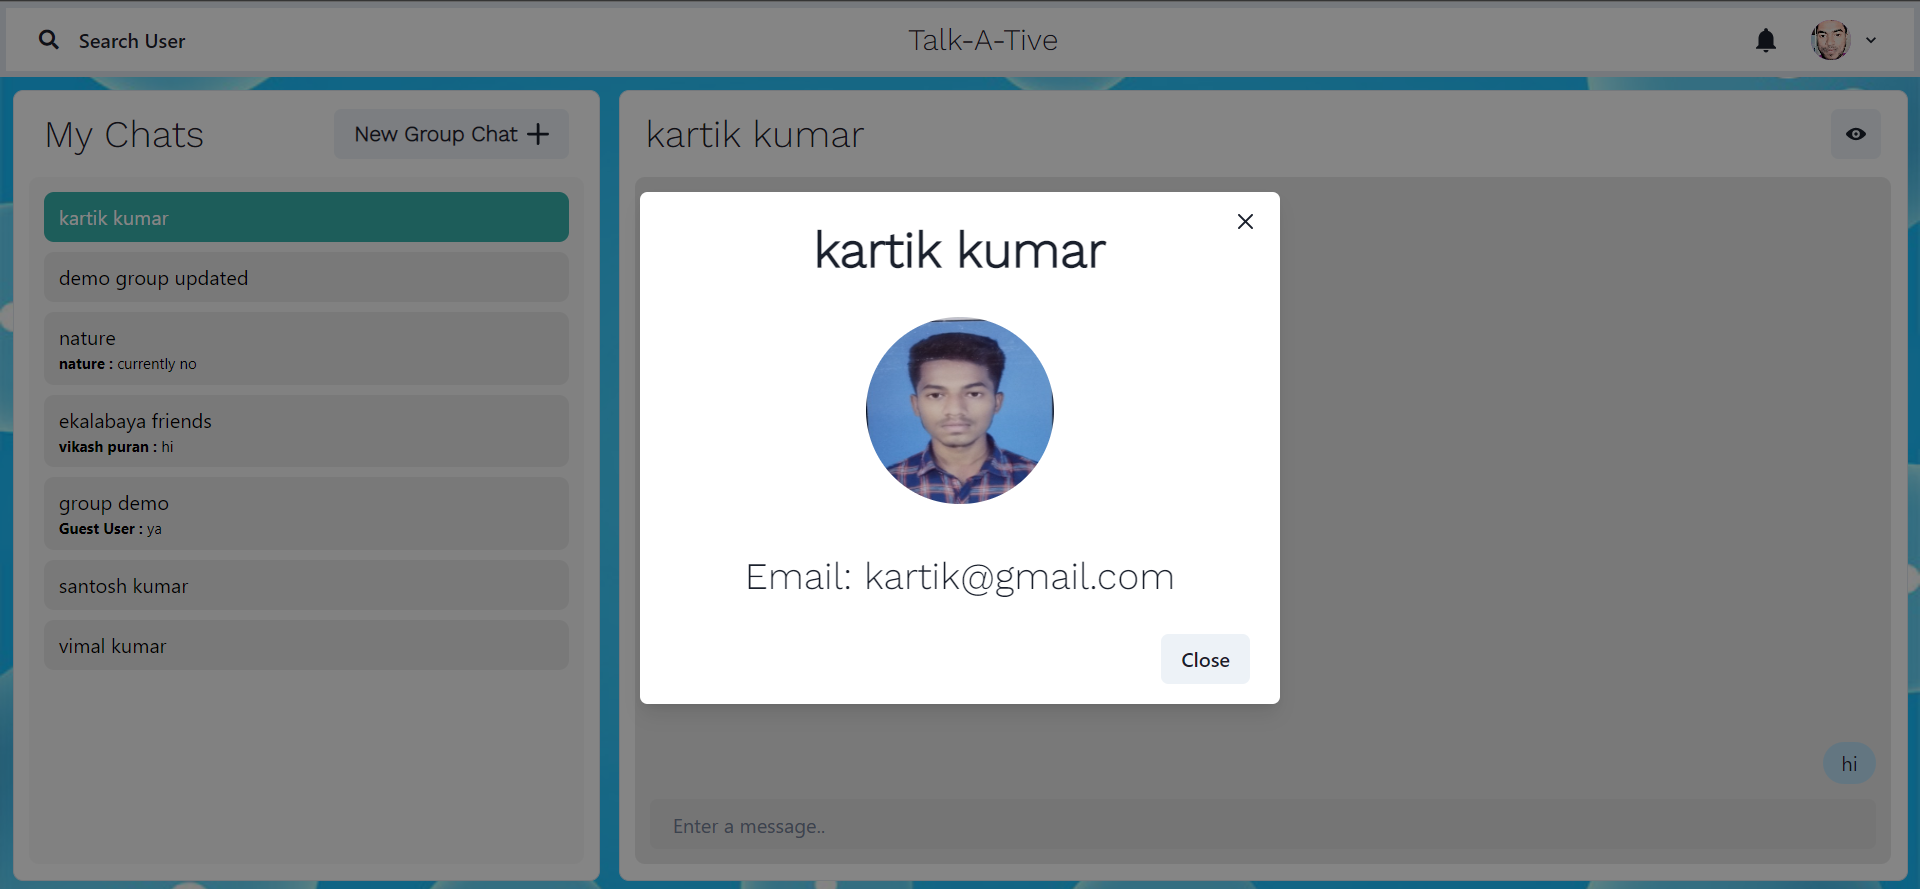 Search User
Talk-A-Tive
My Chats
New Group Chat
kartik kumar
demo group updated
nature
nature : currently no
ekalabaya friends
vikash puran : hi
group demo
Guest User : ya
santosh kumar
vimal kumar
kartik kumar
kartik kumar
Email: kartik@gmail.com
Close
hi
Enter a message..